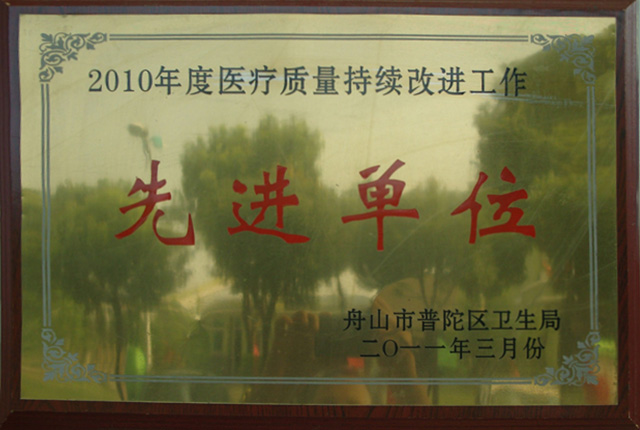 2010年度医疗质量持续改进工作
先进单位
舟山市普陀区卫生局
二〇一一年三月份